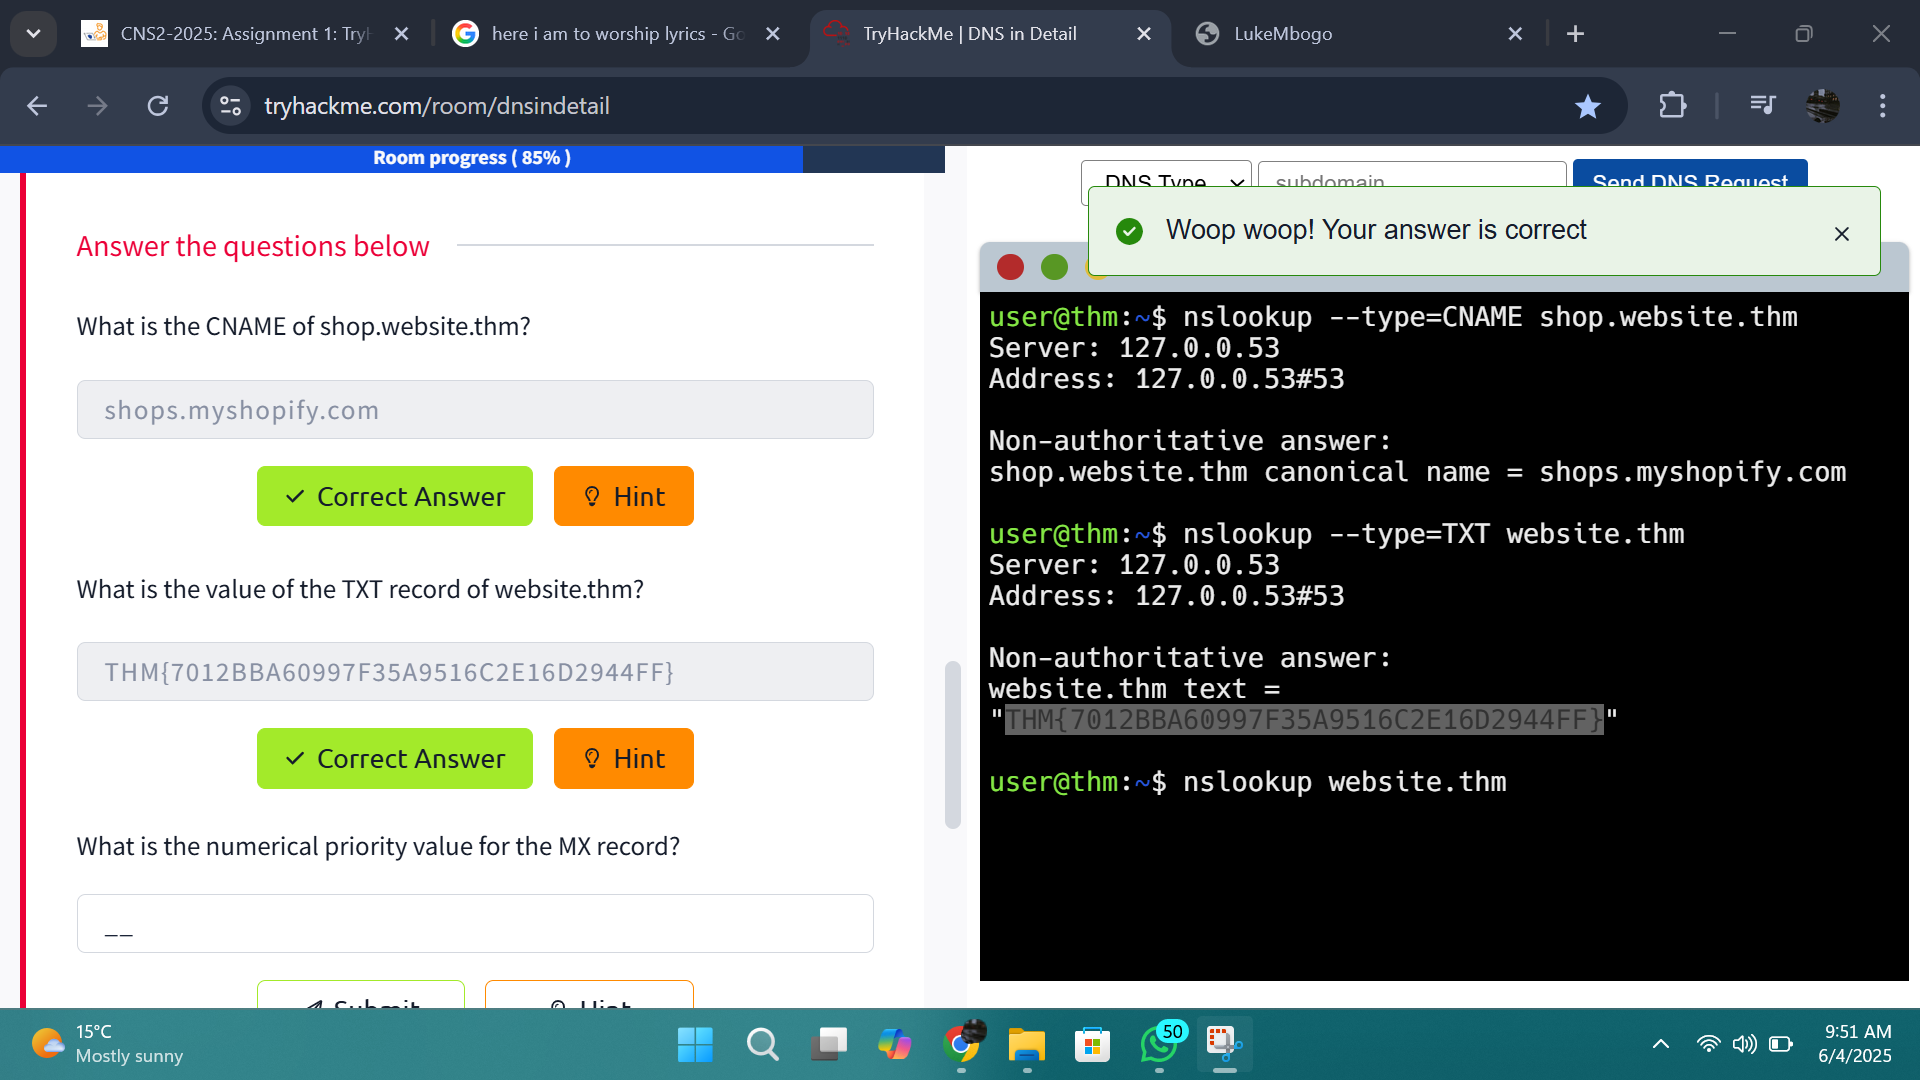 CNS2-2025: Assignment 1: Try
here i am to worship lyrics - Go
TryHackMe | DNS in Detail
LukeMbogo
tryhackme.com/room/dnsindetail
Room progress ( 85% )
DNS Type
subdomain
Send DNS Request
Woop woop! Your answer is correct
Answer the questions below
What is the CNAME of shop.website.thm?
shops.myshopify.com
Correct Answer
Hint
What is the value of the TXT record of website.thm?
THM{7012BBA60997F35A9516C2E16D2944FF}
Correct Answer
Hint
What is the numerical priority value for the MX record?
__
Submit
Hint
user@thm:~$ nslookup --type=CNAME shop.website.thm
Server: 127.0.0.53
Address: 127.0.0.53#53
Non-authoritative answer:
shop.website.thm canonical name = shops.myshopify.com
user@thm:~$ nslookup --type=TXT website.thm
Server: 127.0.0.53
Address: 127.0.0.53#53
Non-authoritative answer:
website.thm text =
"THM{7012BBA60997F35A9516C2E16D2944FF}"
user@thm:~$ nslookup website.thm
15°C
Mostly sunny
50
9:51 AM
6/4/2025